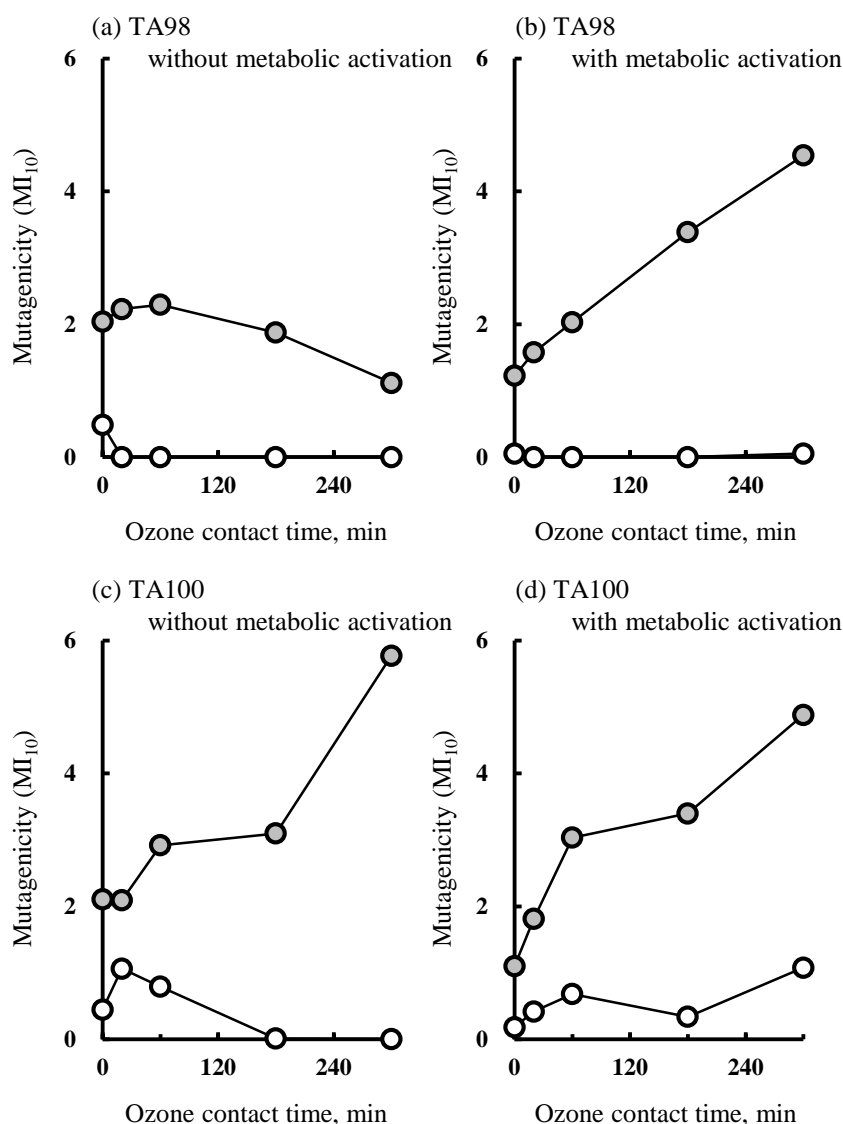 (a) TA98
without metabolic activation
6
4
2
0
Mutagenicity (MI10)
0 120 240
Ozone contact time, min
(b) TA98
with metabolic activation
6
4
2
0
Mutagenicity (MI10)
0 120 240
Ozone contact time, min
(c) TA100
without metabolic activation
6
4
2
0
Mutagenicity (MI10)
0 120 240
Ozone contact time, min
(d) TA100
with metabolic activation
6
4
2
0
Mutagenicity (MI10)
0 120 240
Ozone contact time, min